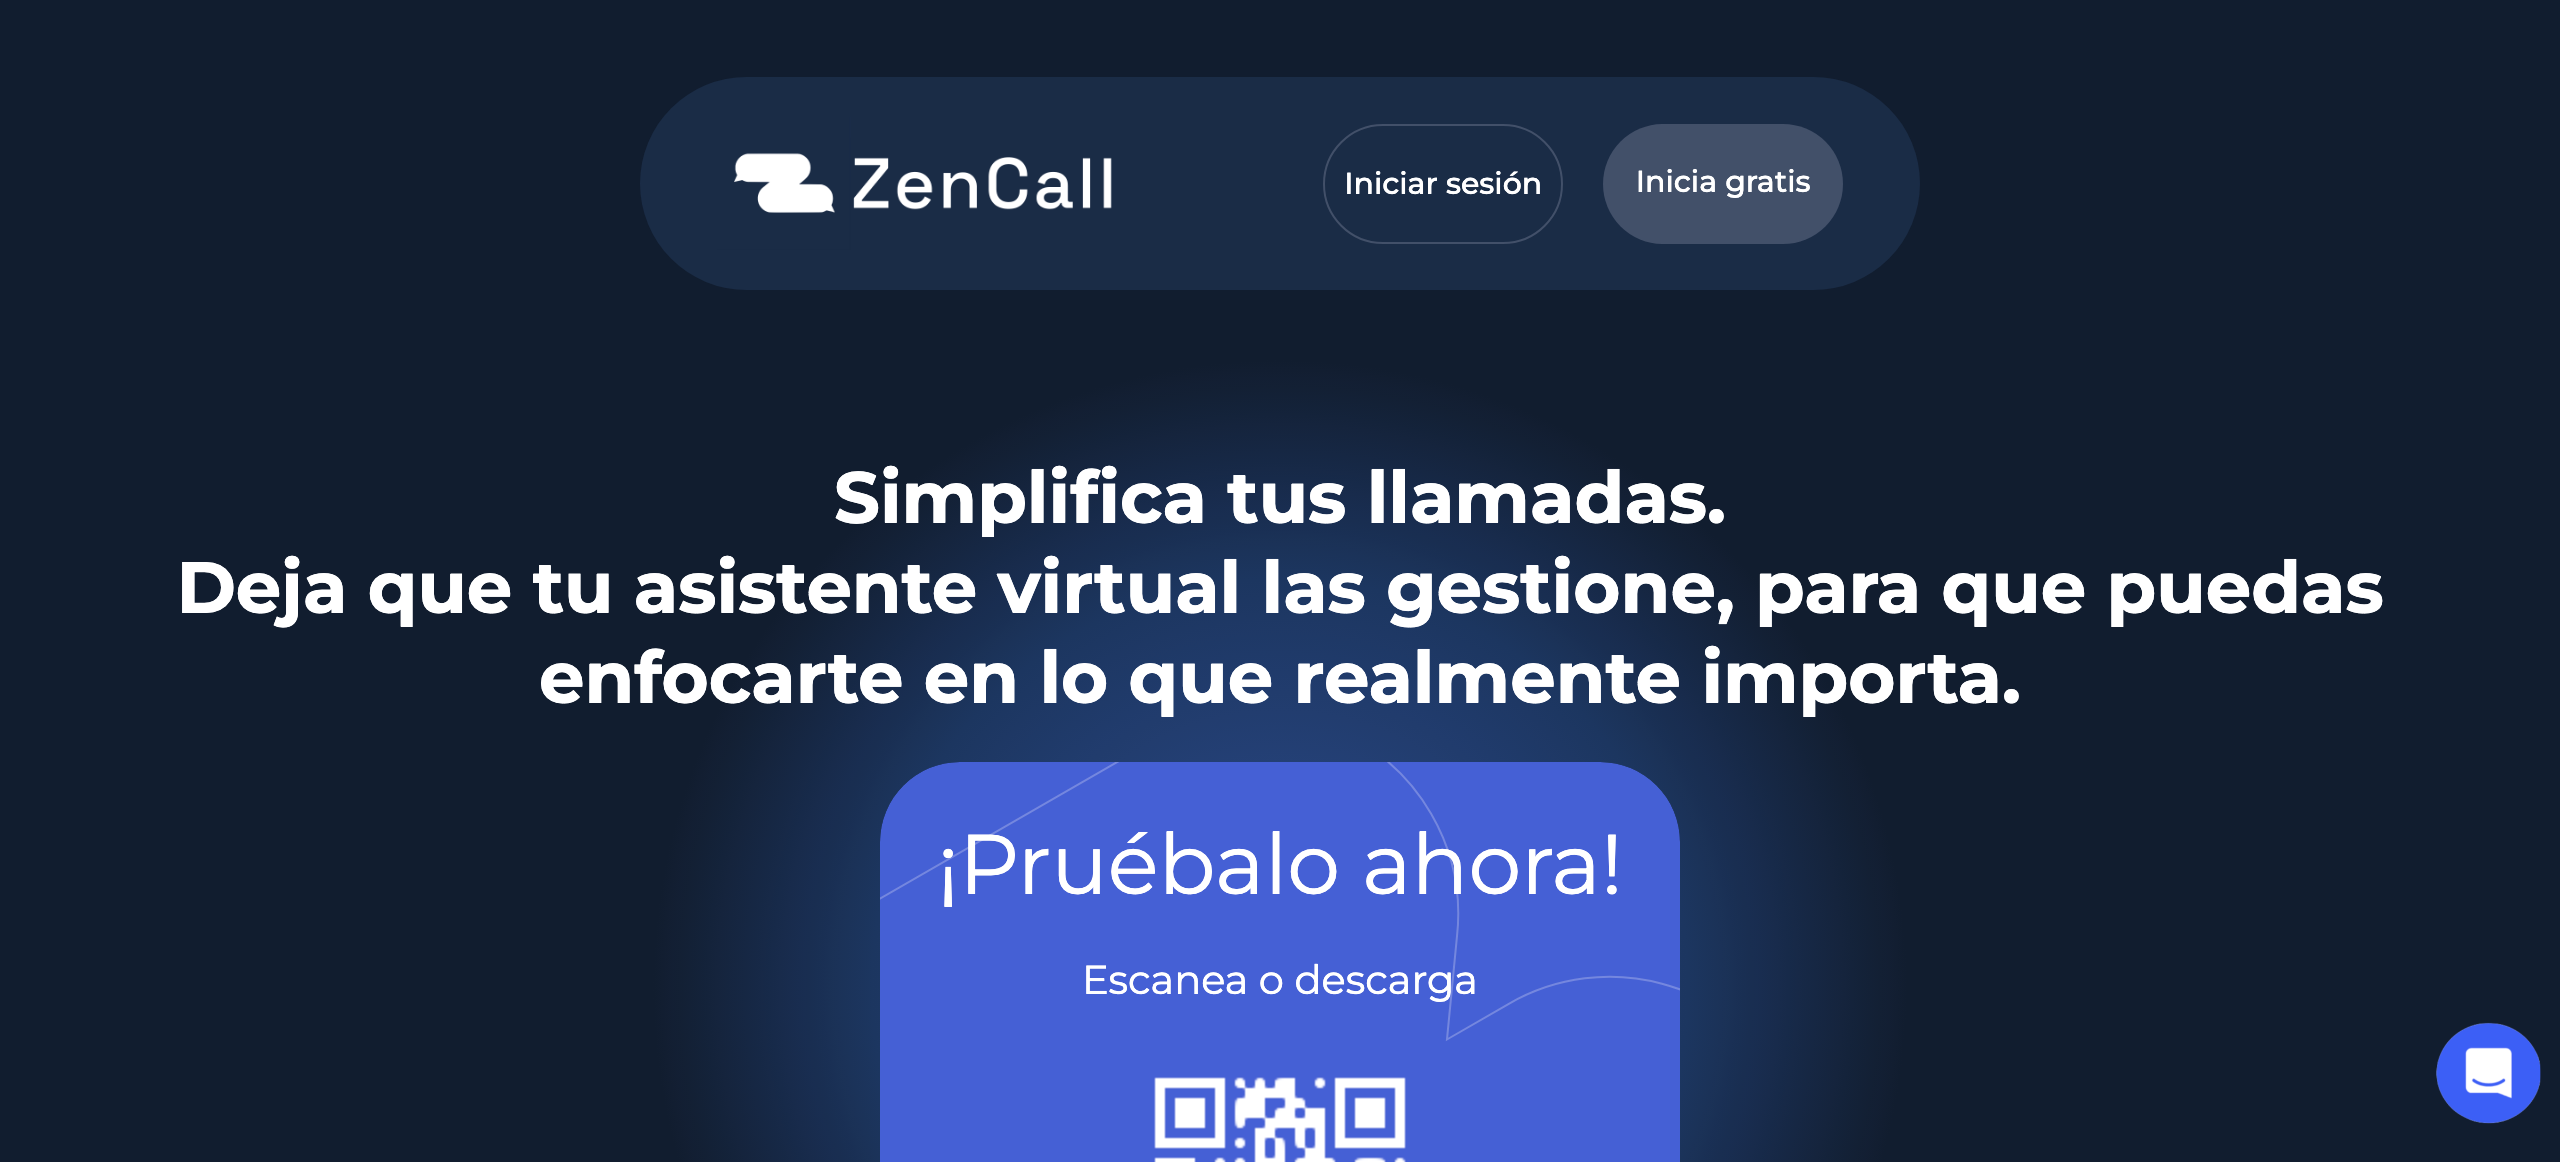 ZenCall
Iniciar sesión
Inicia gratis
Simplifica tus llamadas.
Deja que tu asistente virtual las gestione, para que puedas
enfocarte en lo que realmente importa.
¡Pruébalo ahora!
Escanea o descarga